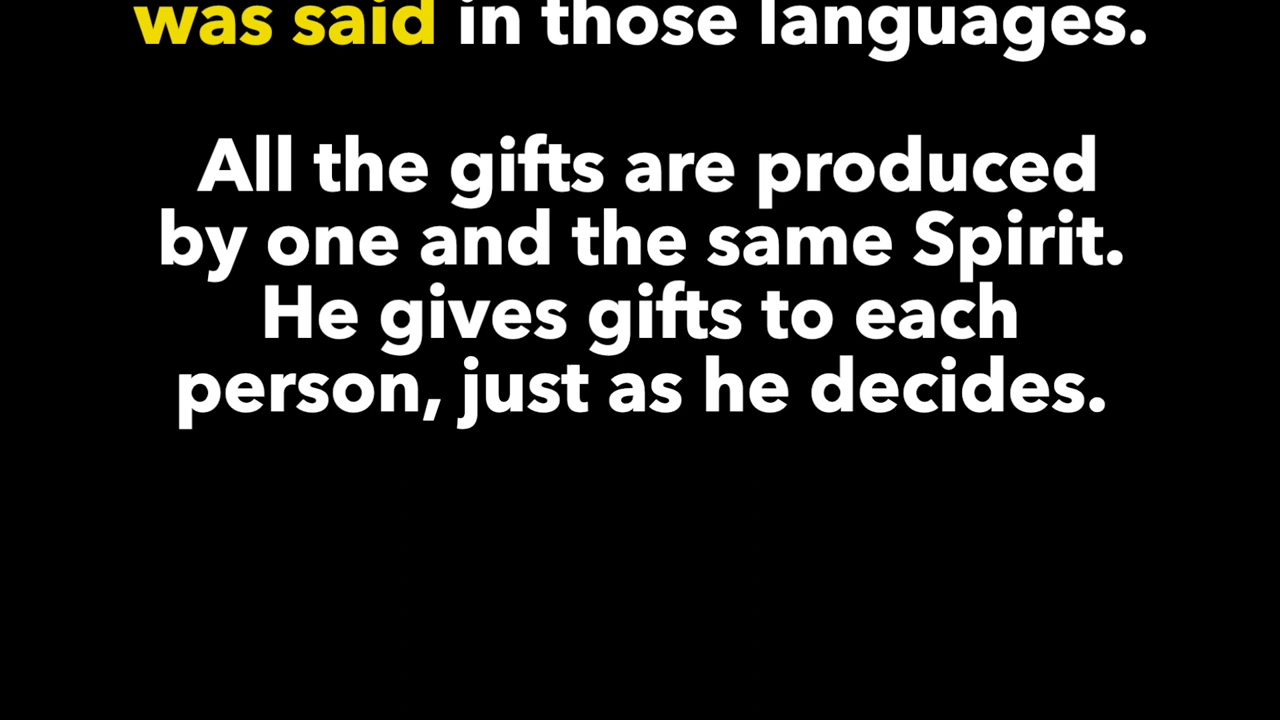 was said in those languages.
All the gifts are produced
by one and the same Spirit.
He gives gifts to each
person, just as he decides.